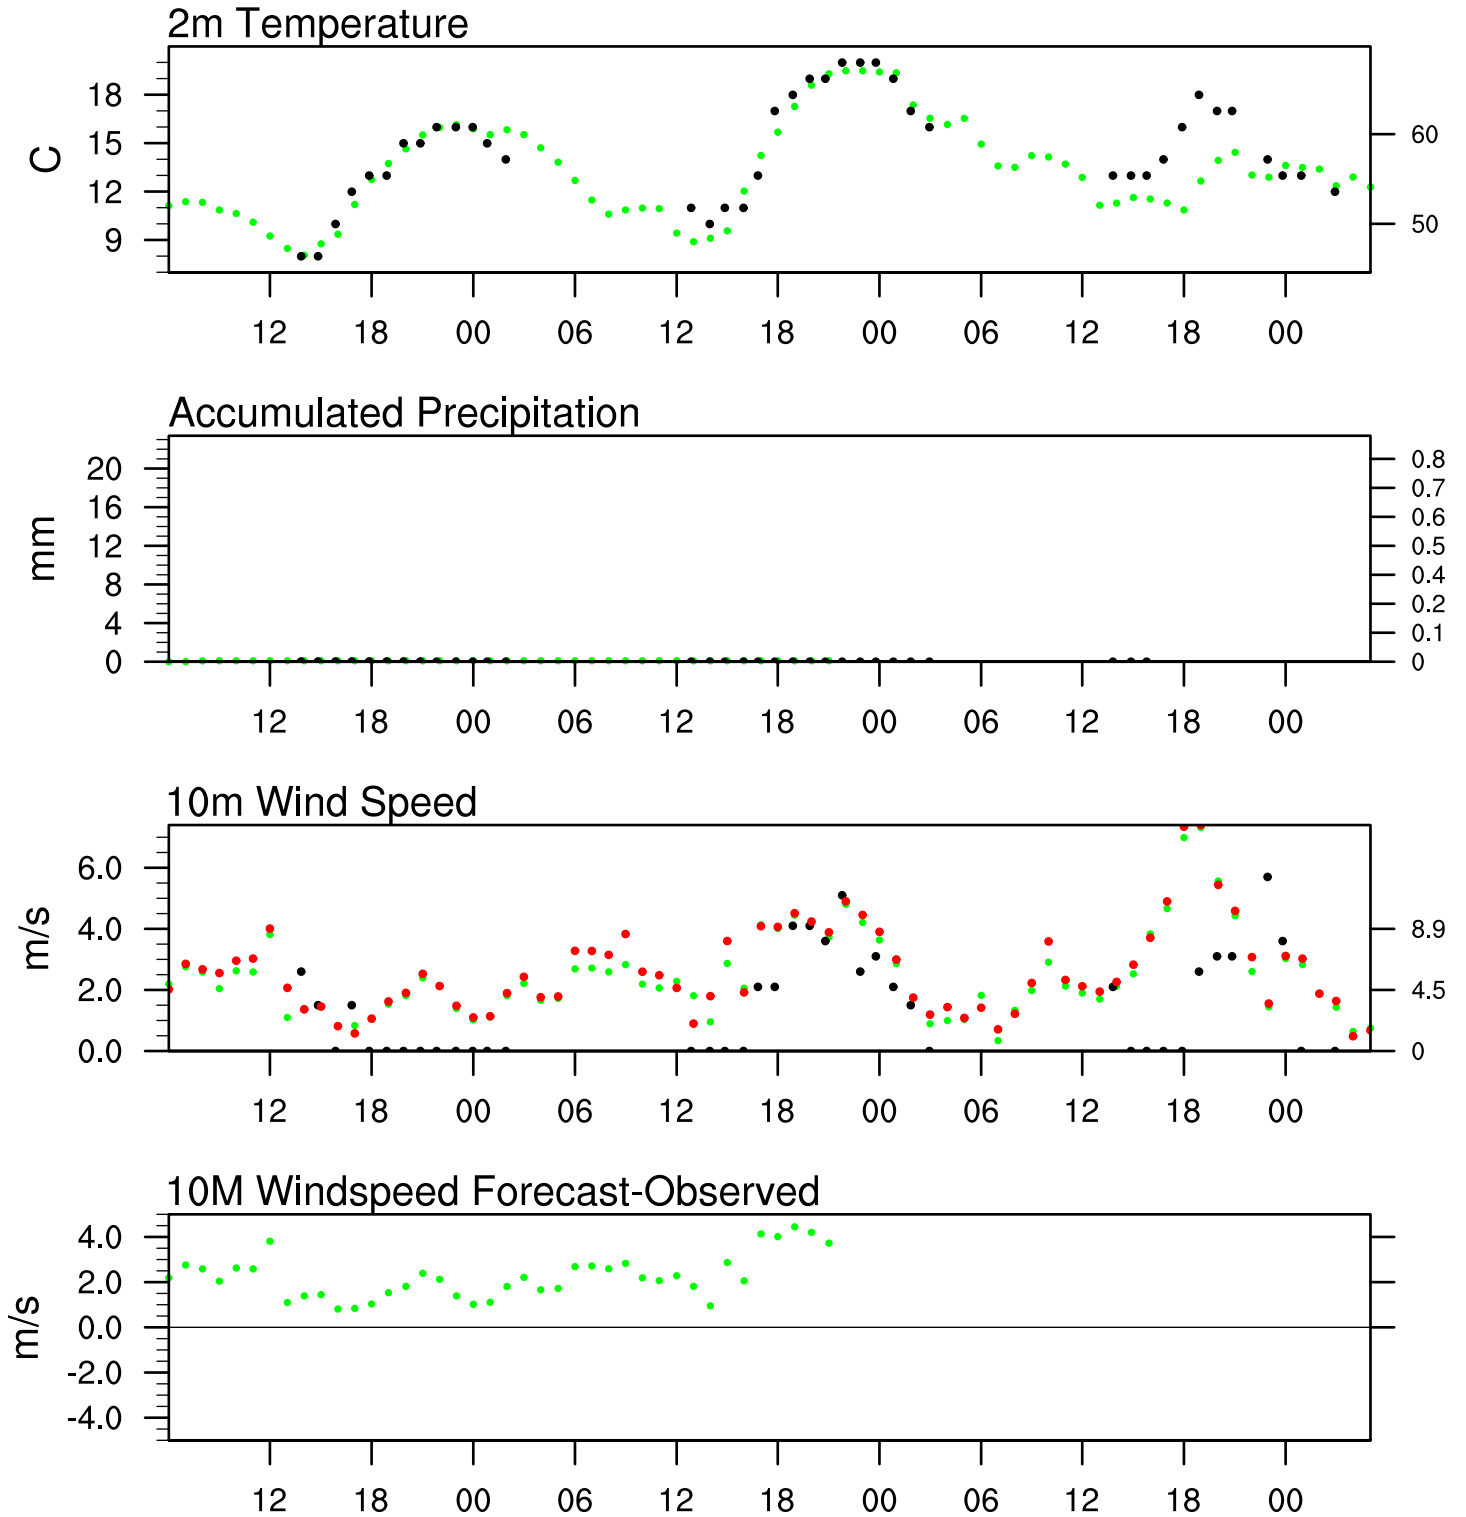 2m Temperature
18
15
12
9
C
60
50
12 18 00 06 12 18 00 06 12 18 00
Accumulated Precipitation
20
16
12
8
4
0
mm
0.8
0.7
0.6
0.5
0.4
0.2
0.1
0
12 18 00 06 12 18 00 06 12 18 00
10m Wind Speed
6.0
4.0
2.0
0.0
m/s
8.9
4.5
0
12 18 00 06 12 18 00 06 12 18 00
10M Windspeed Forecast-Observed
4.0
2.0
0.0
-2.0
-4.0
m/s
12 18 00 06 12 18 00 06 12 18 00